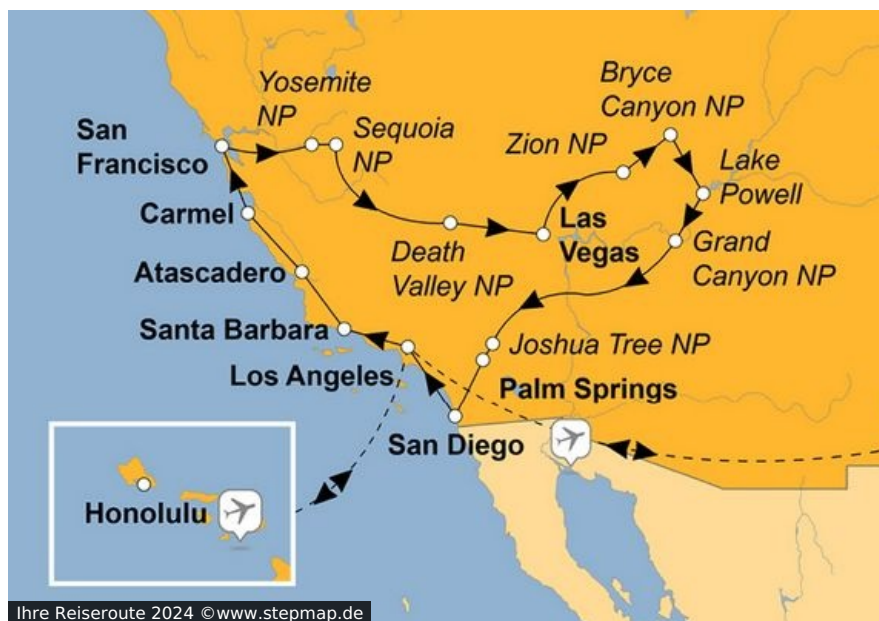 Yosemite
NP
Bryce
Canyon NP
San
Francisco
Sequoia
NP
Zion NP
Lake
Powell
Carmel
Las
Vegas
Death
Valley NP
Grand
Canyon NP
Atascadero
Santa Barbara
Joshua Tree NP
Los Angeles
Palm Springs
San Diego
Honolulu
Ihre Reiseroute 2024 ©www.stepmap.de